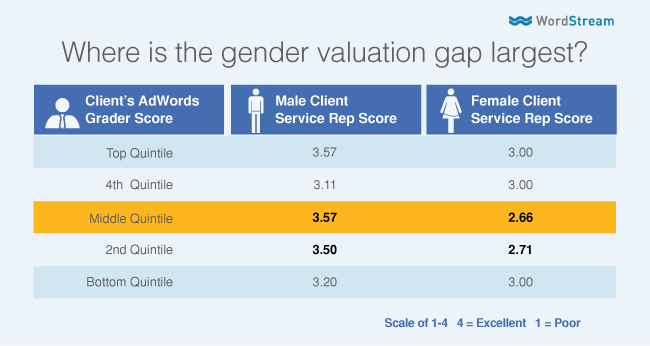 WordStream
Where is the gender valuation gap largest?
Client's AdWords
Grader Score
Male Client
Service Rep Score
Female Client
Service Rep Score
Top Quintile 3.57 3.00
4th Quintile 3.11 3.00
Middle Quintile 3.57 2.66
2nd Quintile 3.50 2.71
Bottom Quintile 3.20 3.00
Scale of 1-4 4 = Excellent 1 = Poor